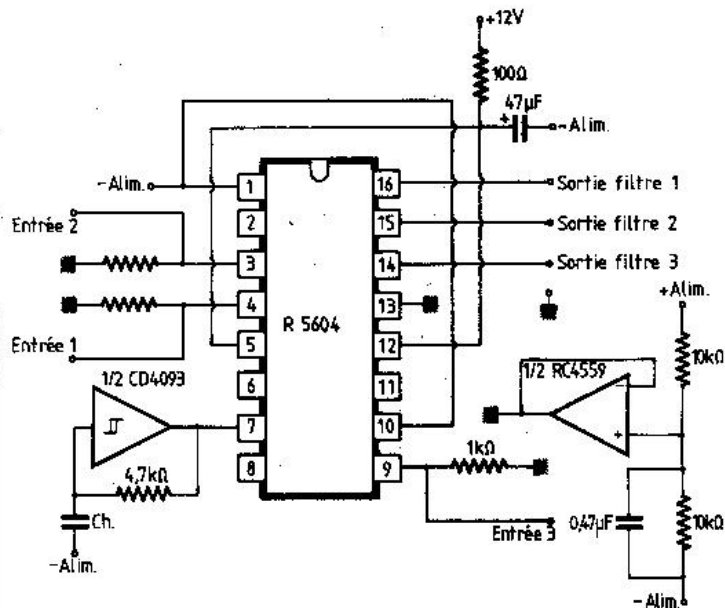 +12V
100Ω
47µF
+
-Alim.
-Alim.
1
16
Sortie filtre 1
Entrée 2
2
15
Sortie filtre 2
3
14
Sortie filtre 3
4
13
+Alim.
R 5604
Entrée 1
5
12
1/2 RC4559
10kΩ
1/2 CD4093
6
11
-
+
7
10
4,7kΩ
8
9
1kΩ
Ch.
Entrée 3
0,47µF
10kΩ
-Alim.
-Alim.